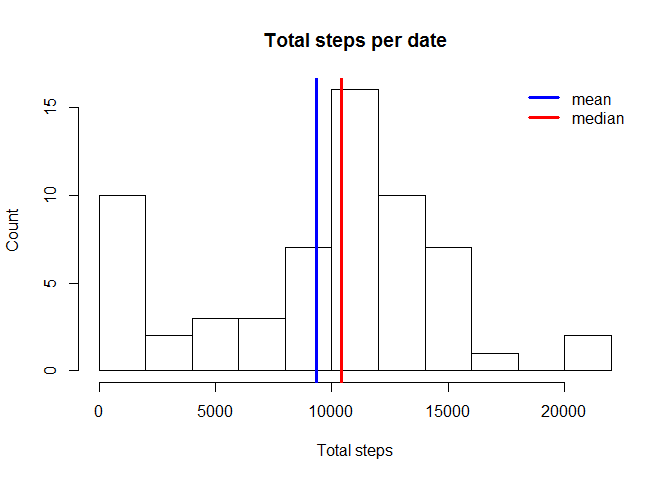 Total steps per date
mean
median
Count
0
5
10
15
0
5000
10000
15000
20000
Total steps